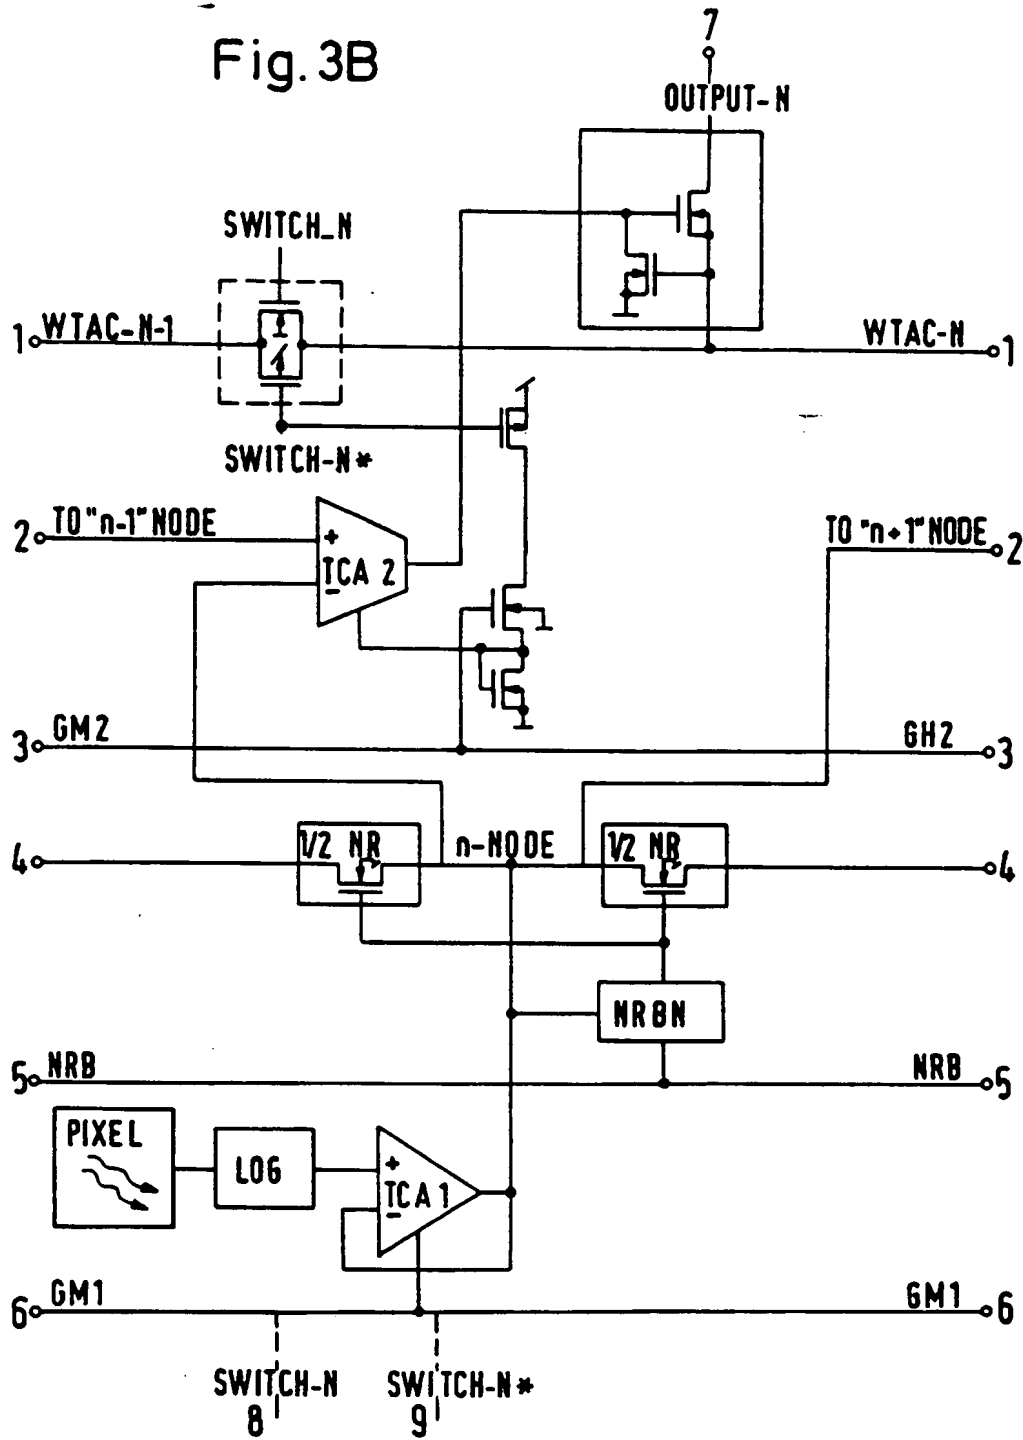 7
Fig. 3B
OUTPUT-N
SWITCH_N
1 WTAC-N-1
WTAC-N 1
SWITCH-N*
2 TO "n-1" NODE
TO "n+1" NODE 2
+
TCA 2
-
3 GM2
GH2 3
4
1/2 NR
n-NODE
1/2 NR
4
NRBN
5 NRB
NRB 5
PIXEL
LOG
+
TCA 1
-
6 GM1
GM1 6
SWITCH-N
SWITCH-N*
8
9